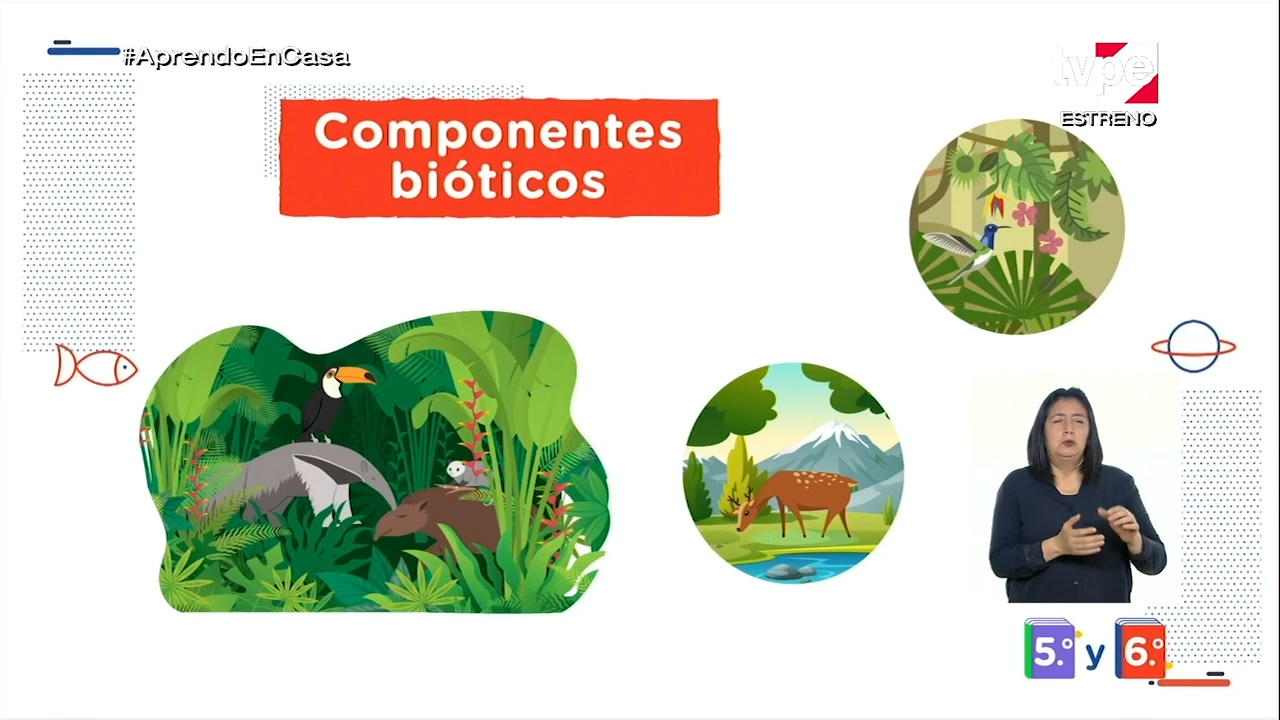 #AprendoEnCasa
tvpe
ESTRENO
Componentes
bióticos
5.° y 6.°